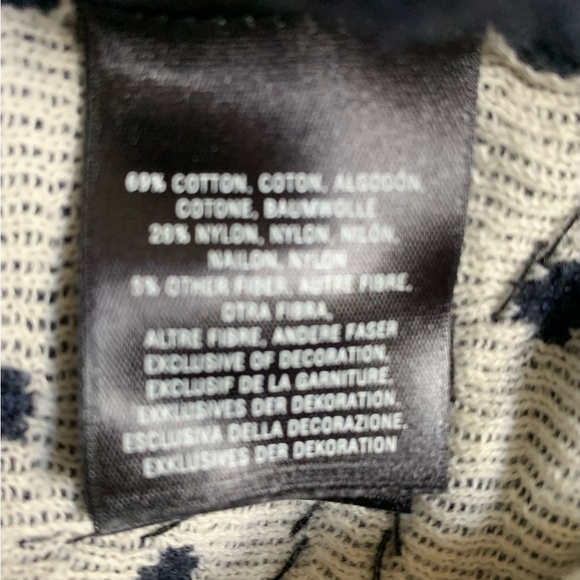 69% COTTON, COTON, ALGODÓN,
COTONE, BAUMWOLLE
28% NYLON, NYLON, NILÓN,
NAILON, NYLON
3% OTHER FIBER, AUTRE FIBRE,
OTRA FIBRA,
ALTRE FIBRE, ANDERE FASER
EXCLUSIVE OF DECORATION.
EXCLUSIF DE LA GARNITURE.
EXKLUSIVES DER DEKORATION.
ESCLUSIVA DELLA DECORAZIONE.
EXKLUSIVES DER DEKORATION